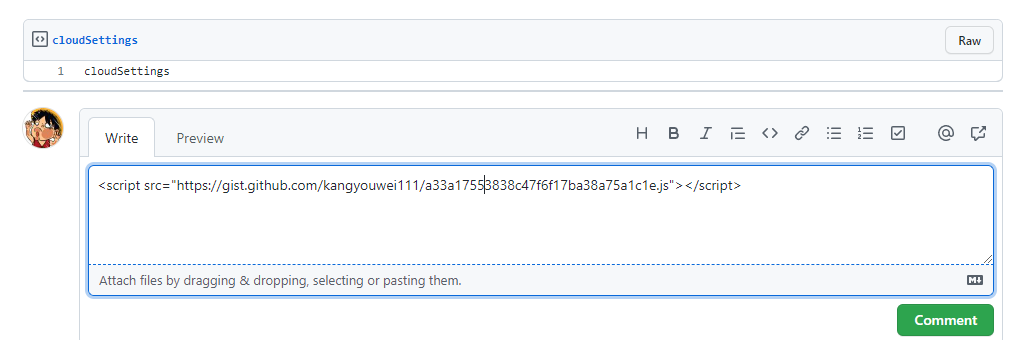 cloudSettings
Raw
1 cloudSettings
Write Preview
<script src="https://gist.github.com/kangyouwei111/a33a17553838c47f6f17ba38a75a1c1e.js"></script>
Attach files by dragging & dropping, selecting or pasting them.
Comment